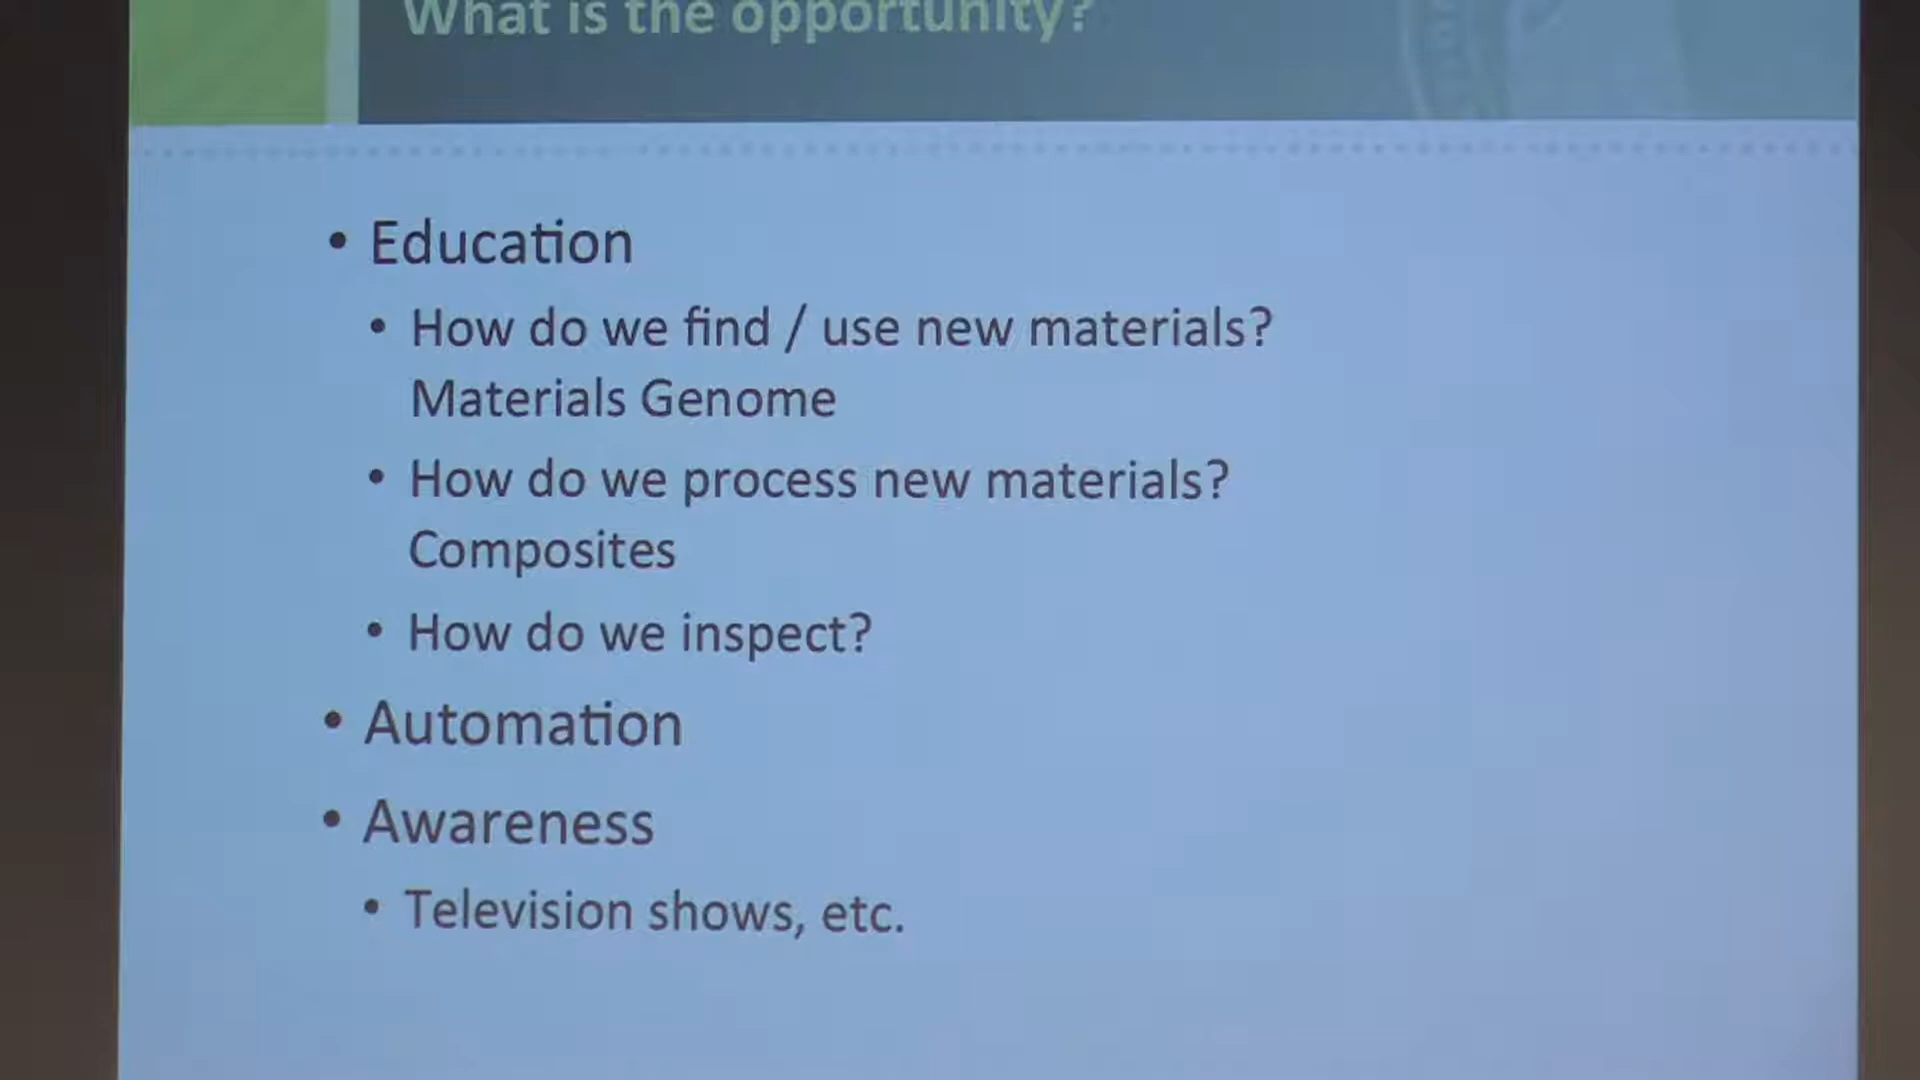 What is the opportunity?
• Education
• How do we find / use new materials?
Materials Genome
• How do we process new materials?
Composites
• How do we inspect?
• Automation
• Awareness
• Television shows, etc.